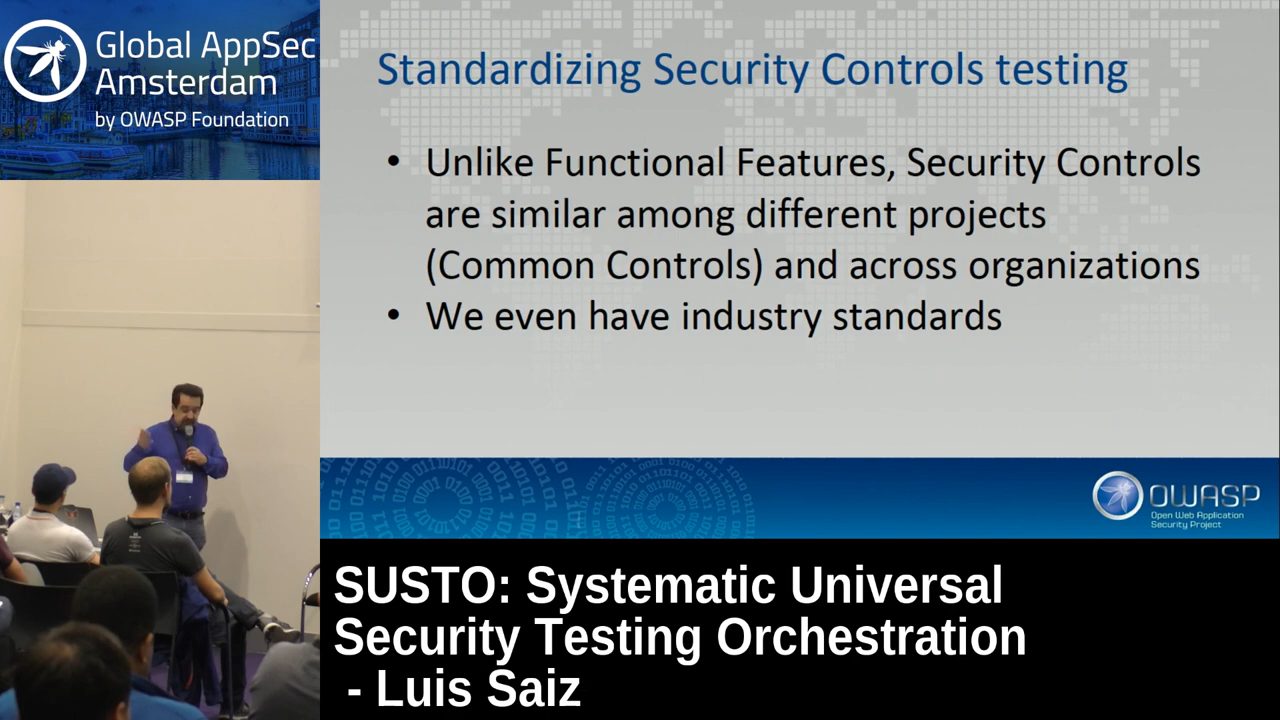 Global AppSec
Amsterdam
by OWASP Foundation
Standardizing Security Controls testing
• Unlike Functional Features, Security Controls
are similar among different projects
(Common Controls) and across organizations
• We even have industry standards
OWASP
Open Web Application
Security Project
SUSTO: Systematic Universal
Security Testing Orchestration
- Luis Saiz